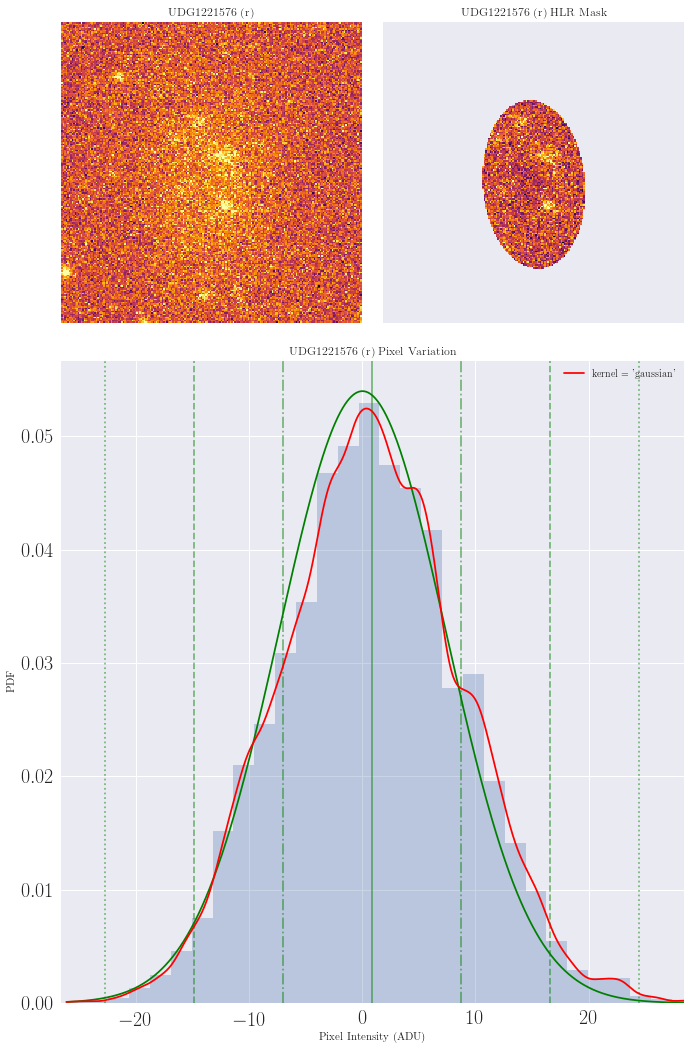 UDG1221576 (r)
UDG1221576 (r) HLR Mask
UDG1221576 (r) Pixel Variation
kernel = 'gaussian'
0.05
0.04
0.03
0.02
0.01
0.00
PDF
−20 −10 0 10 20
Pixel Intensity (ADU)